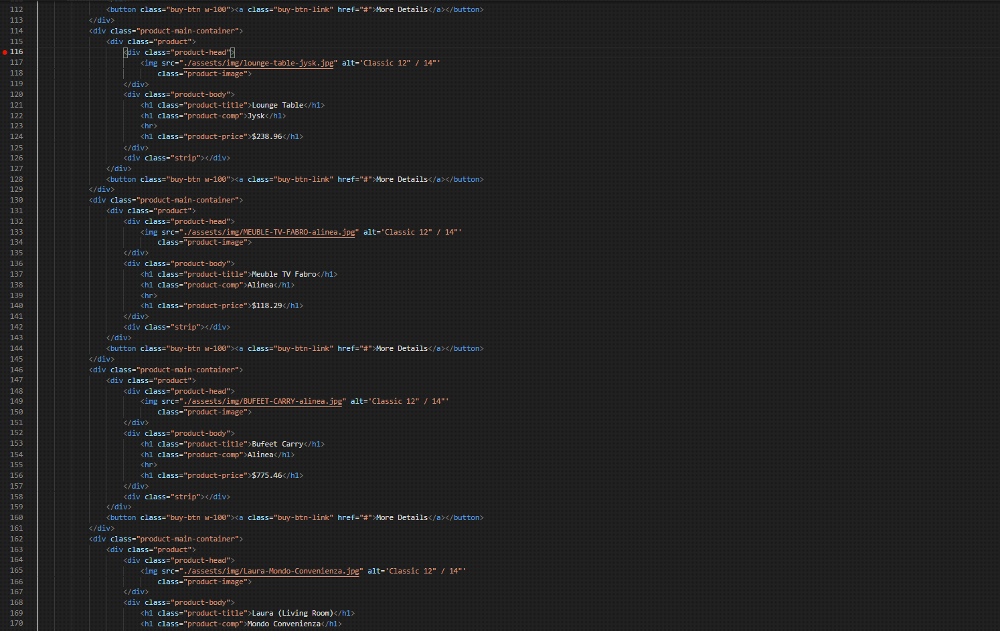 112 <button class="buy-btn w-100"><a class="buy-btn-link" href="#">More Details</a></button>
113 </div>
114 <div class="product-main-container">
115 <div class="product">
116 <div class="product-head">
117 <img src="./assests/img/lounge-table-jysk.jpg" alt='Classic 12" / 14"'
118 class="product-image">
119 </div>
120 <div class="product-body">
121 <h1 class="product-title">Lounge Table</h1>
122 <h1 class="product-comp">Jysk</h1>
123 <hr>
124 <h1 class="product-price">$238.96</h1>
125 </div>
126 <div class="strip"></div>
127 </div>
128 <button class="buy-btn w-100"><a class="buy-btn-link" href="#">More Details</a></button>
129 </div>
130 <div class="product-main-container">
131 <div class="product">
132 <div class="product-head">
133 <img src="./assests/img/MEUBLE-TV-FABRO-alinea.jpg" alt='Classic 12" / 14"'
134 class="product-image">
135 </div>
136 <div class="product-body">
137 <h1 class="product-title">Meuble TV Fabro</h1>
138 <h1 class="product-comp">Alinea</h1>
139 <hr>
140 <h1 class="product-price">$118.29</h1>
141 </div>
142 <div class="strip"></div>
143 </div>
144 <button class="buy-btn w-100"><a class="buy-btn-link" href="#">More Details</a></button>
145 </div>
146 <div class="product-main-container">
147 <div class="product">
148 <div class="product-head">
149 <img src="./assests/img/BUFEET-CARRY-alinea.jpg" alt='Classic 12" / 14"'
150 class="product-image">
151 </div>
152 <div class="product-body">
153 <h1 class="product-title">Bufeet Carry</h1>
154 <h1 class="product-comp">Alinea</h1>
155 <hr>
156 <h1 class="product-price">$775.46</h1>
157 </div>
158 <div class="strip"></div>
159 </div>
160 <button class="buy-btn w-100"><a class="buy-btn-link" href="#">More Details</a></button>
161 </div>
162 <div class="product-main-container">
163 <div class="product">
164 <div class="product-head">
165 <img src="./assests/img/Laura-Mondo-Convenienza.jpg" alt='Classic 12" / 14"'
166 class="product-image">
167 </div>
168 <div class="product-body">
169 <h1 class="product-title">Laura (Living Room)</h1>
170 <h1 class="product-comp">Mondo Convenienza</h1>